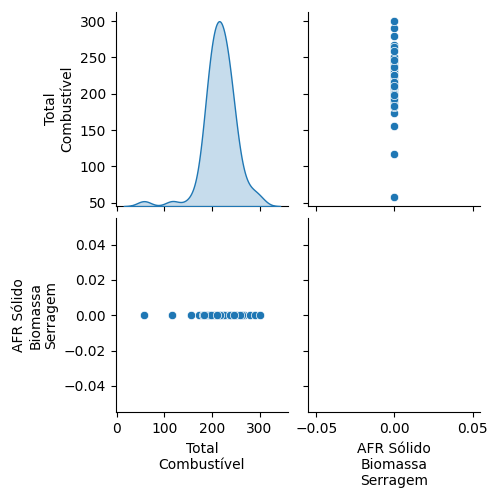 300
250
200
150
100
50
Total
Combustível
0.04
0.02
0.00
−0.02
−0.04
AFR Sólido
Biomassa
Serragem
0
100
200
300
Total
Combustível
−0.05
0.00
0.05
AFR Sólido
Biomassa
Serragem